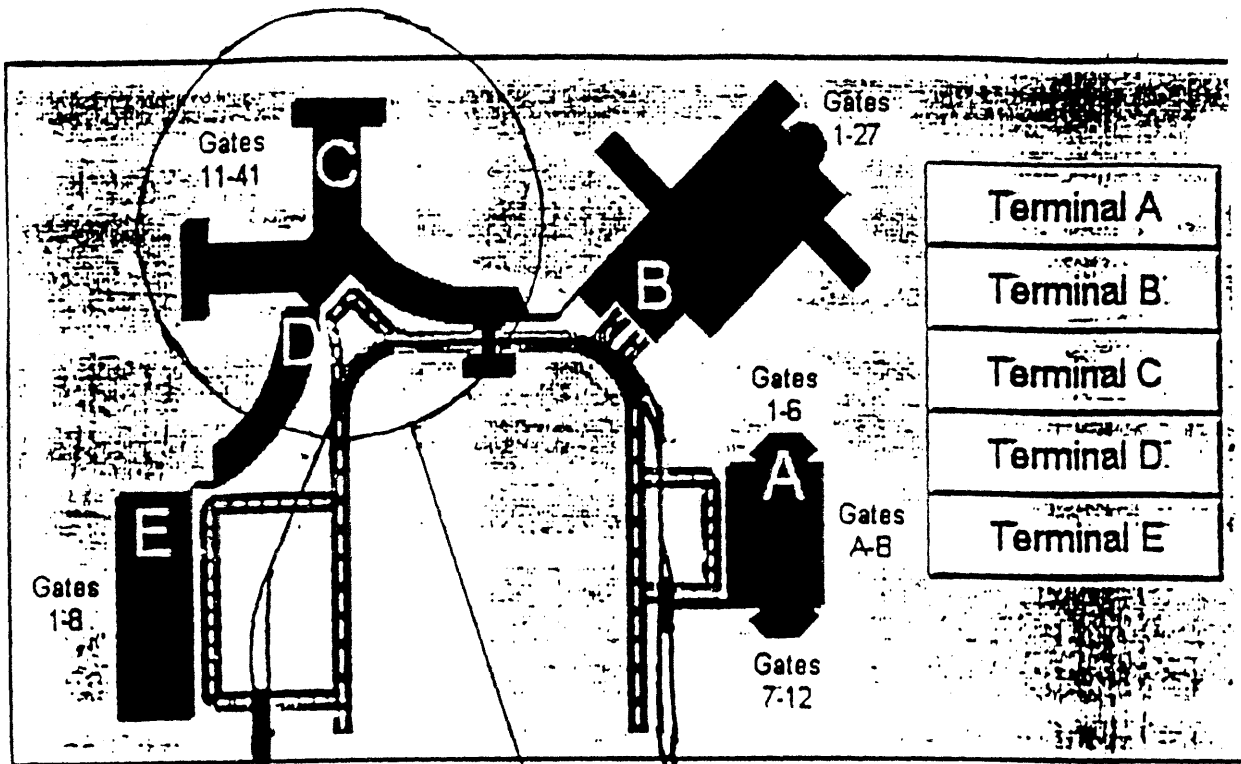 Gates
11-41
C
Gates
1-27
B
D
Gates
1-6
A
Gates
A-B
Gates
7-12
E
Gates
1-8
Terminal A
Terminal B
Terminal C
Terminal D
Terminal E